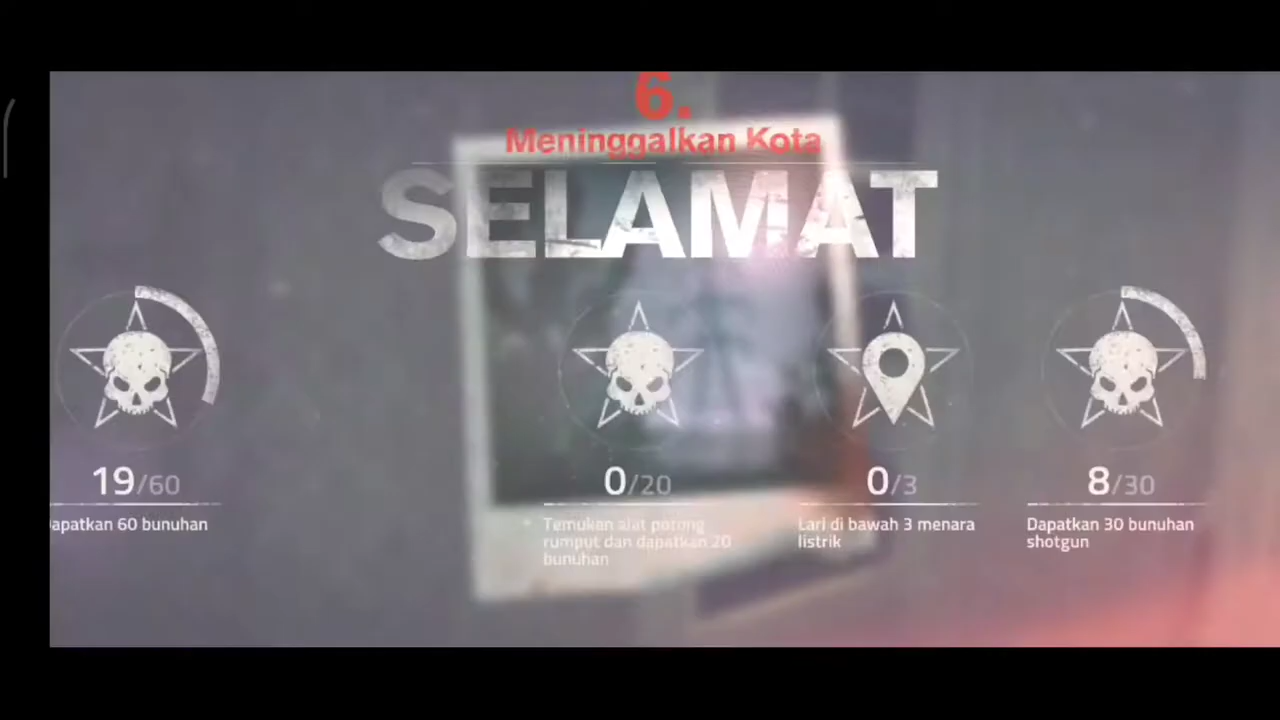 6.
Meninggalkan Kota
SELAMAT
19/60
apatkan 60 bunuhan
0/20
Temukan alat potong
rumput dan dapatkan 20
bunuhan
0/3
Lari di bawah 3 menara
listrik
8/30
Dapatkan 30 bunuhan
shotgun